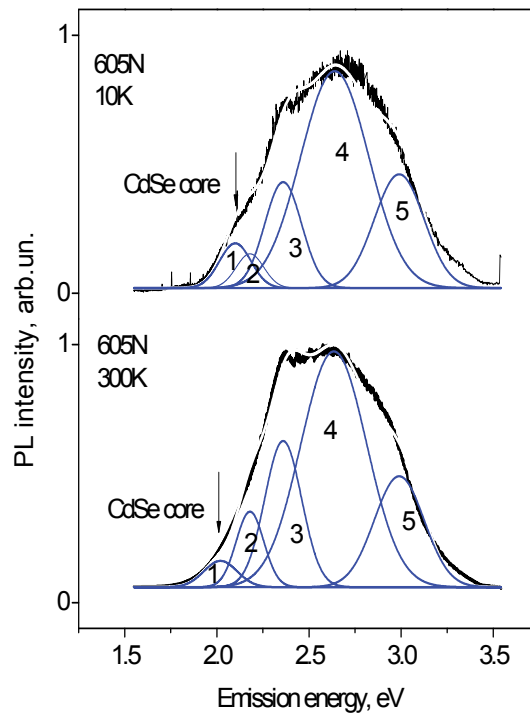 1
605N
10K
4
CdSe core
5
3
1
2
0
1
605N
300K
4
CdSe core
5
2
3
1
0
PL intensity, arb.un.
1.5 2.0 2.5 3.0 3.5
Emission energy, eV